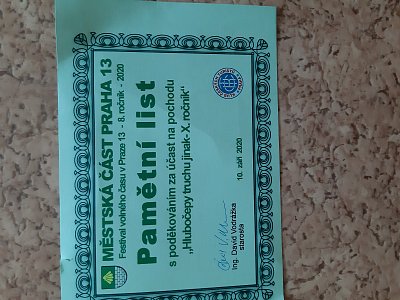 MĚSTSKÁ ČÁST PRAHA 13
Festival volného času v Praze 13 - 8. ročník - 2020
Pamětní list
s poděkováním za účast na pochodu
„Hlubočepy truchu jinak- X. ročník“
10. září 2020
Ing. David Vodrážka
starosta